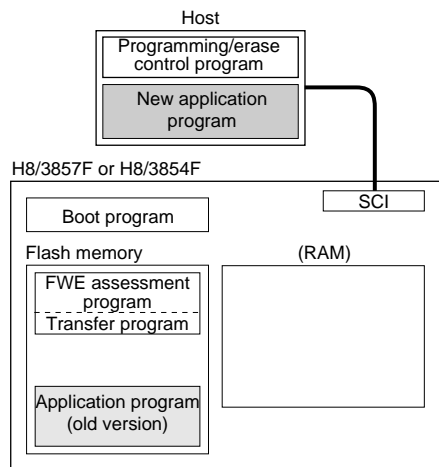 Host
Programming/erase
control program
New application
program
H8/3857F or H8/3854F
SCI
Boot program
Flash memory
(RAM)
FWE assessment
program
Transfer program
Application program
(old version)